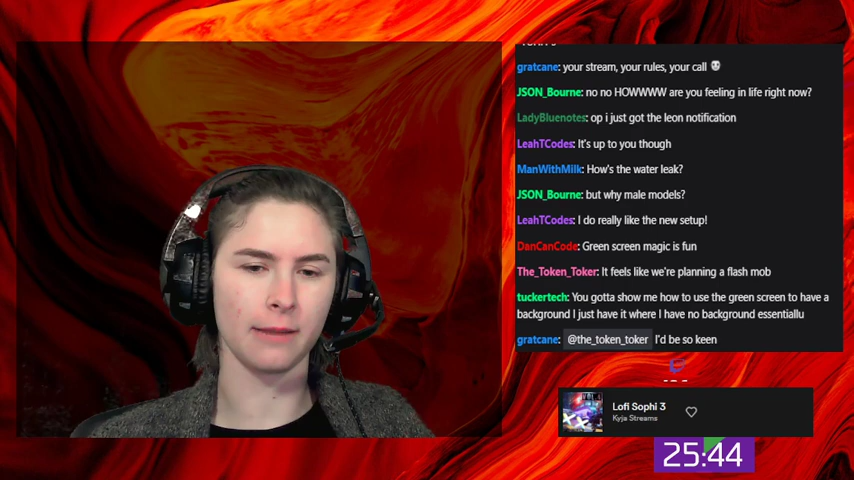 gratcane: your stream, your rules, your call
JSON_Bourne: no no HOWWWW are you feeling in life right now?
LadyBluenotes: op i just got the leon notification
LeahTCodes: It's up to you though
ManWithMilk: How's the water leak?
JSON_Bourne: but why male models?
LeahTCodes: I do really like the new setup!
DanCanCode: Green screen magic is fun
The_Token_Toker: It feels like we're planning a flash mob
tuckertech: You gotta show me how to use the green screen to have a
background I just have it where I have no background essentiallu
gratcane: @the_token_toker I'd be so keen
Lofi Sophi 3
Kyja Streams
25:44